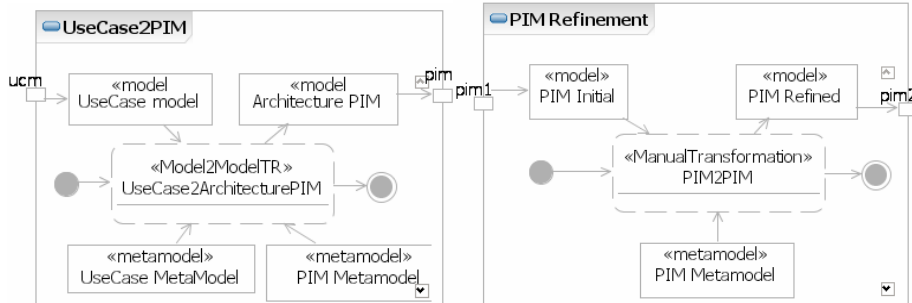 UseCase2PIM
ucm
«model
UseCase model
«model
Architecture PIM
pim
«Model2ModelTR»
UseCase2ArchitecturePIM
«metamodel»
UseCase MetaModel
«metamodel»
PIM Metamodel
PIM Refinement
pim1
«model»
PIM Initial
«model»
PIM Refined
pim2
«ManualTransformation»
PIM2PIM
«metamodel»
PIM Metamodel